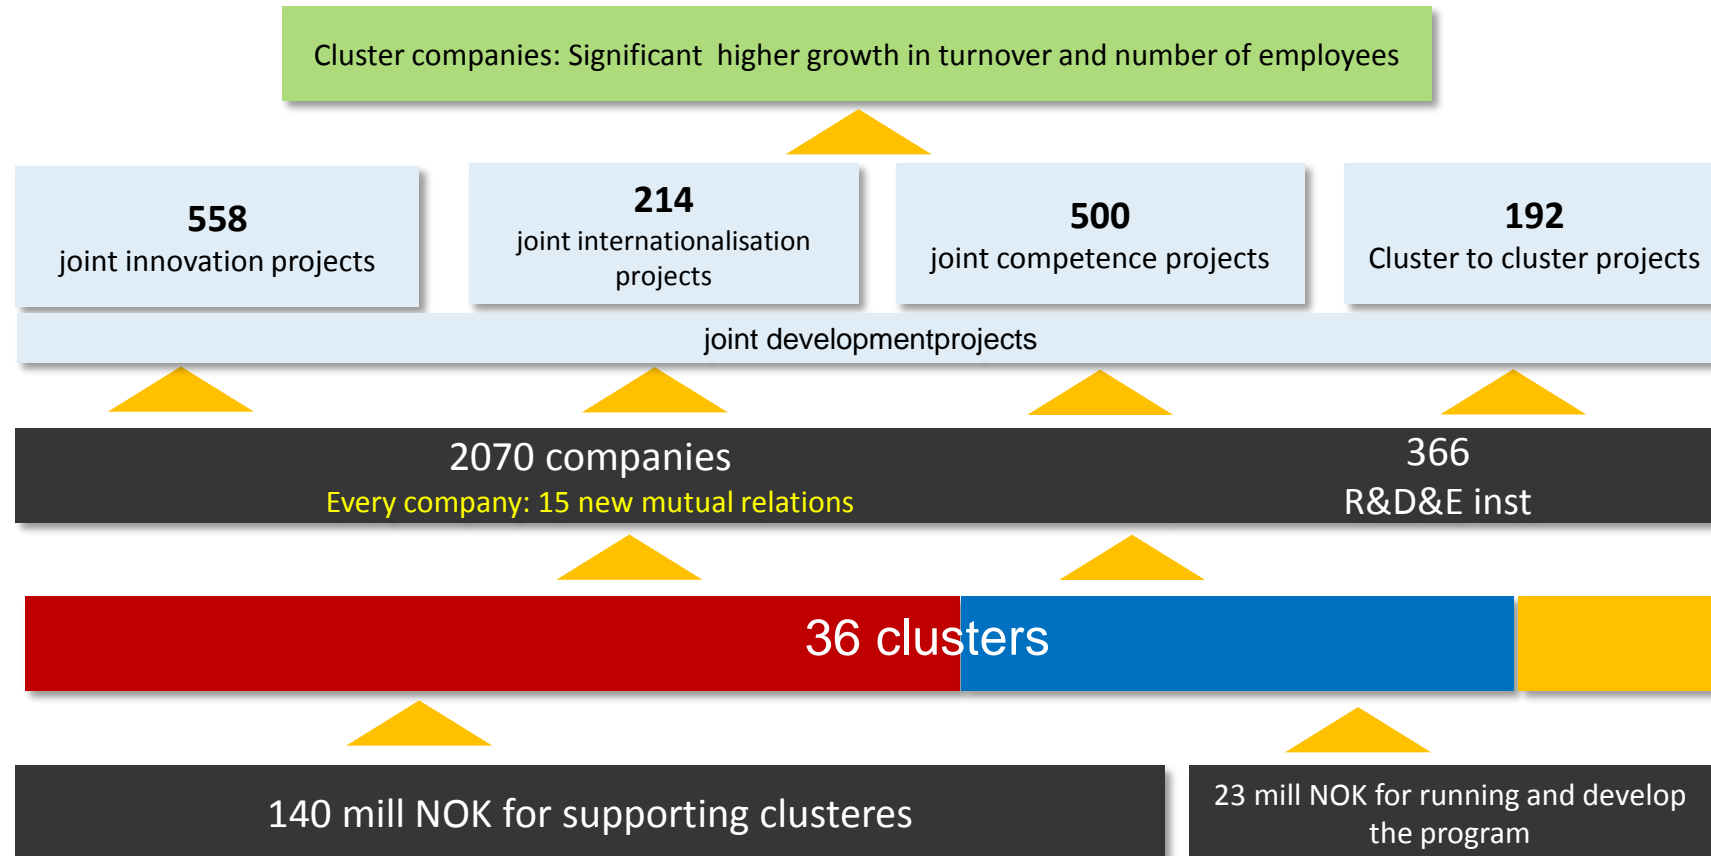 Cluster companies: Significant  higher growth in turnover and number of employees
558
joint innovation projects
214
joint internationalisation
projects
500
joint competence projects
192
Cluster to cluster projects
joint developmentprojects
2070 companies
Every company: 15 new mutual relations
366
R&D&E inst
36 clusters
140 mill NOK for supporting clusteres
23 mill NOK for running and develop
the program